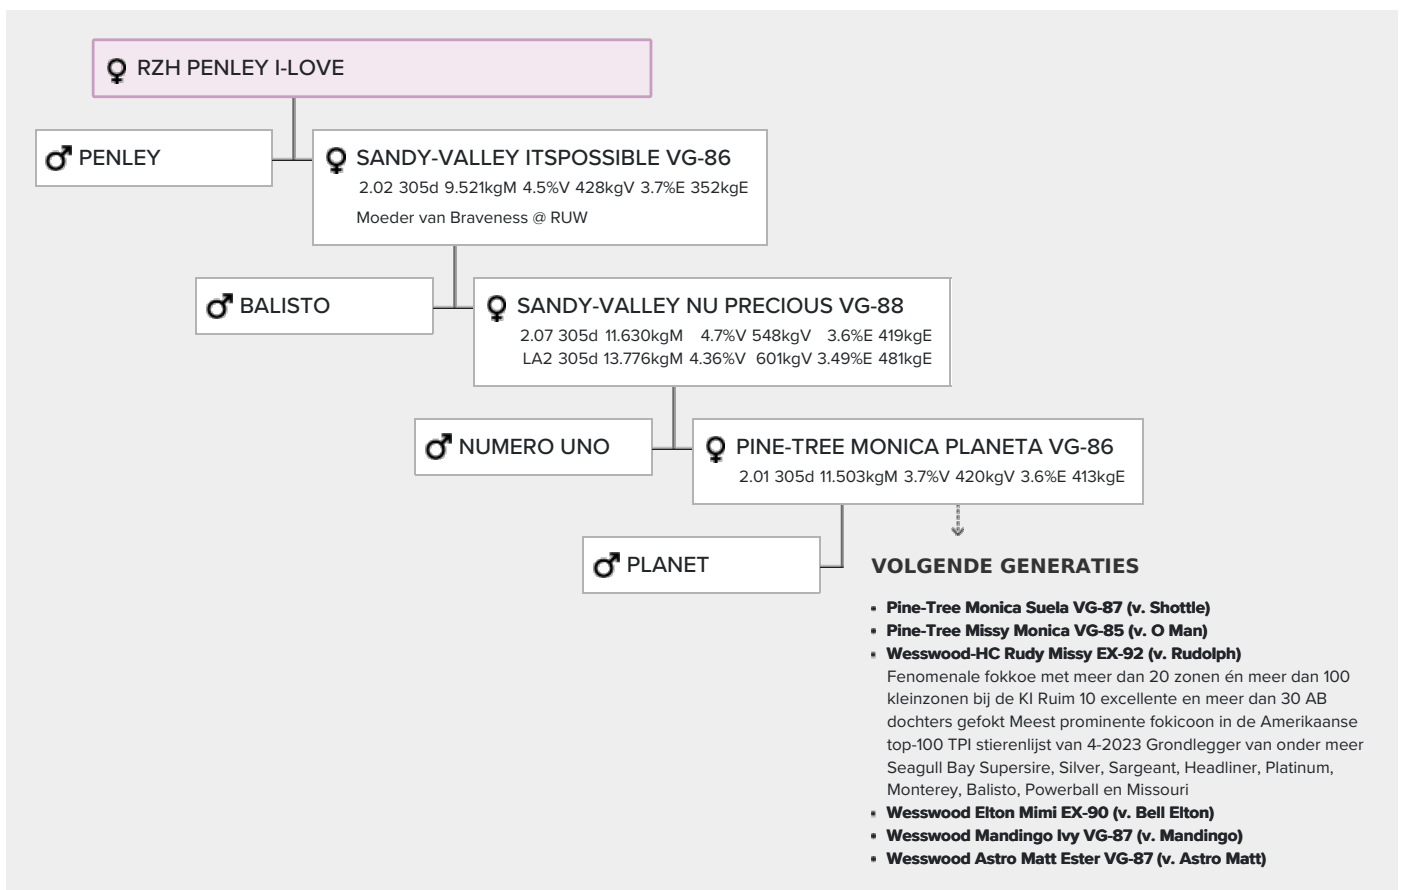 RZH PENLEY I-LOVE
PENLEY
SANDY-VALLEY ITSPOSSIBLE VG-86
2.02 305d 9.521kgM 4.5%V 428kgV 3.7%E 352kgE
Moeder van Braveness @ RUW
BALISTO
SANDY-VALLEY NU PRECIOUS VG-88
2.07 305d 11.630kgM 4.7%V 548kgV 3.6%E 419kgE
LA2 305d 13.776kgM 4.36%V 601kgV 3.49%E 481kgE
NUMERO UNO
PINE-TREE MONICA PLANETA VG-86
2.01 305d 11.503kgM 3.7%V 420kgV 3.6%E 413kgE
PLANET
VOLGENDE GENERATIES
• Pine-Tree Monica Suela VG-87 (v. Shottle)
• Pine-Tree Missy Monica VG-85 (v. O Man)
• Wesswood-HC Rudy Missy EX-92 (v. Rudolph)
Fenomenale fokkoe met meer dan 20 zonen én meer dan 100
kleinzonen bij de KI Ruim 10 excellente en meer dan 30 AB
dochters gefokt Meest prominente fokicoon in de Amerikaanse
top-100 TPI stierenlijst van 4-2023 Grondlegger van onder meer
Seagull Bay Supersire, Silver, Sargeant, Headliner, Platinum,
Monterey, Balisto, Powerball en Missouri
• Wesswood Elton Mimi EX-90 (v. Bell Elton)
• Wesswood Mandingo Ivy VG-87 (v. Mandingo)
• Wesswood Astro Matt Ester VG-87 (v. Astro Matt)